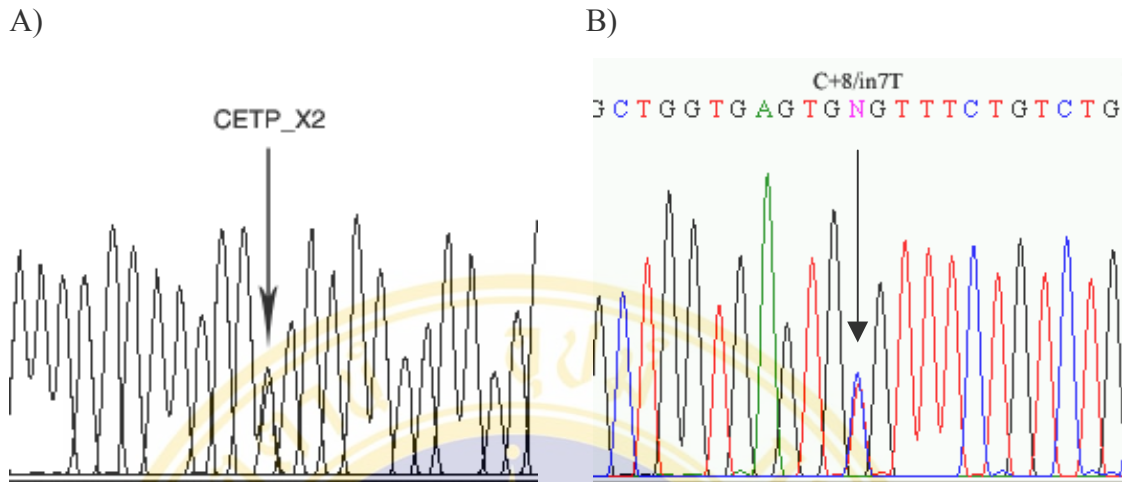 A)
B)
CETP_X2
C+8/in7T
GCTGGTGAGTGNGTTTCTGTCTG